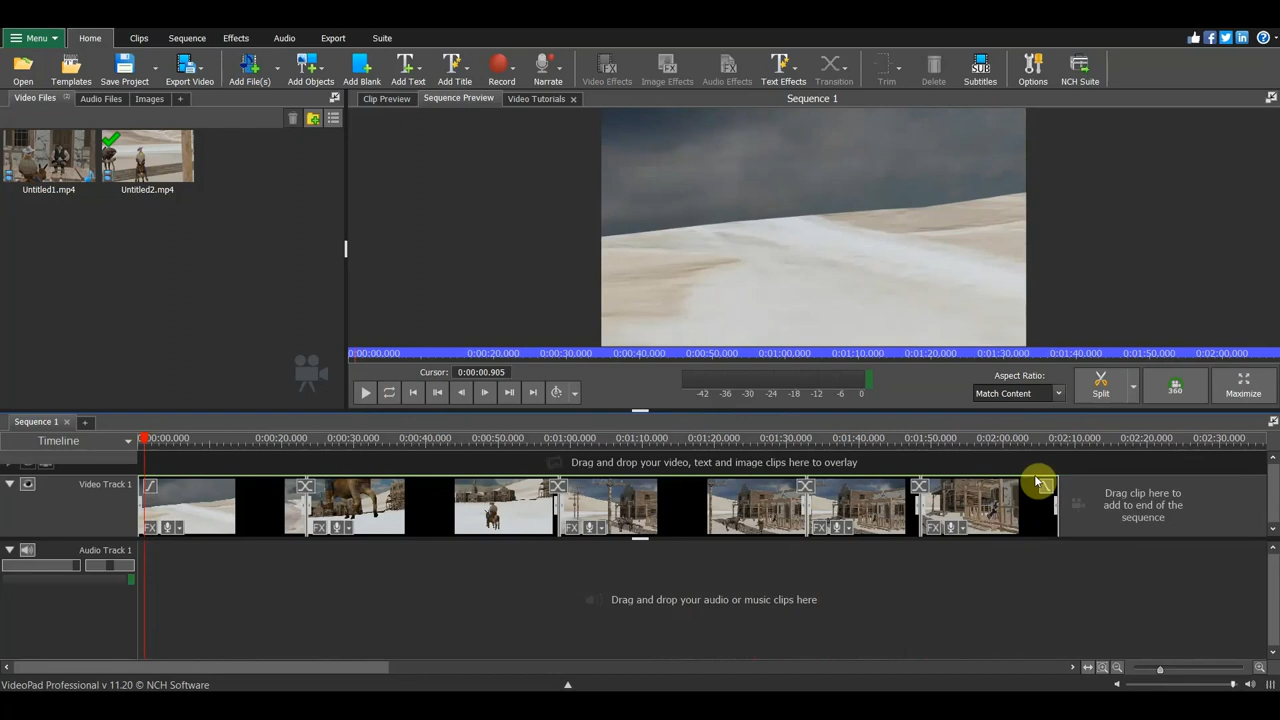 Menu Home Clips Sequence Effects Audio Export Suite
Open Templates Save Project Export Video Add File(s) Add Objects Add Blank Add Text Add Title Record Narrate Video Effects Image Effects Audio Effects Text Effects Transition Trim Delete Subtitles Options NCH Suite
Video Files Audio Files Images + Clip Preview Sequence Preview Video Tutorials Sequence 1
Untitled1.mp4 Untitled2.mp4
0:00:00.000 0:00:20.000 0:00:30.000 0:00:40.000 0:00:50.000 0:01:00.000 0:01:10.000 0:01:20.000 0:01:30.000 0:01:40.000 0:01:50.000 0:02:00.000
Cursor: 0:00:00.905
-42 -36 -30 -24 -18 -12 -6 0
Aspect Ratio:
Match Content
Split 360 Maximize
Sequence 1 +
Timeline 0:00:20.000 0:00:30.000 0:00:40.000 0:00:50.000 0:01:00.000 0:01:10.000 0:01:20.000 0:01:30.000 0:01:40.000 0:01:50.000 0:02:00.000 0:02:10.000 0:02:20.000 0:02:30.000
Drag and drop your video, text and image clips here to overlay
Video Track 1
FX FX FX FX FX
Drag clip here to
add to end of the
sequence
Audio Track 1
Drag and drop your audio or music clips here
VideoPad Professional v 11.20 © NCH Software